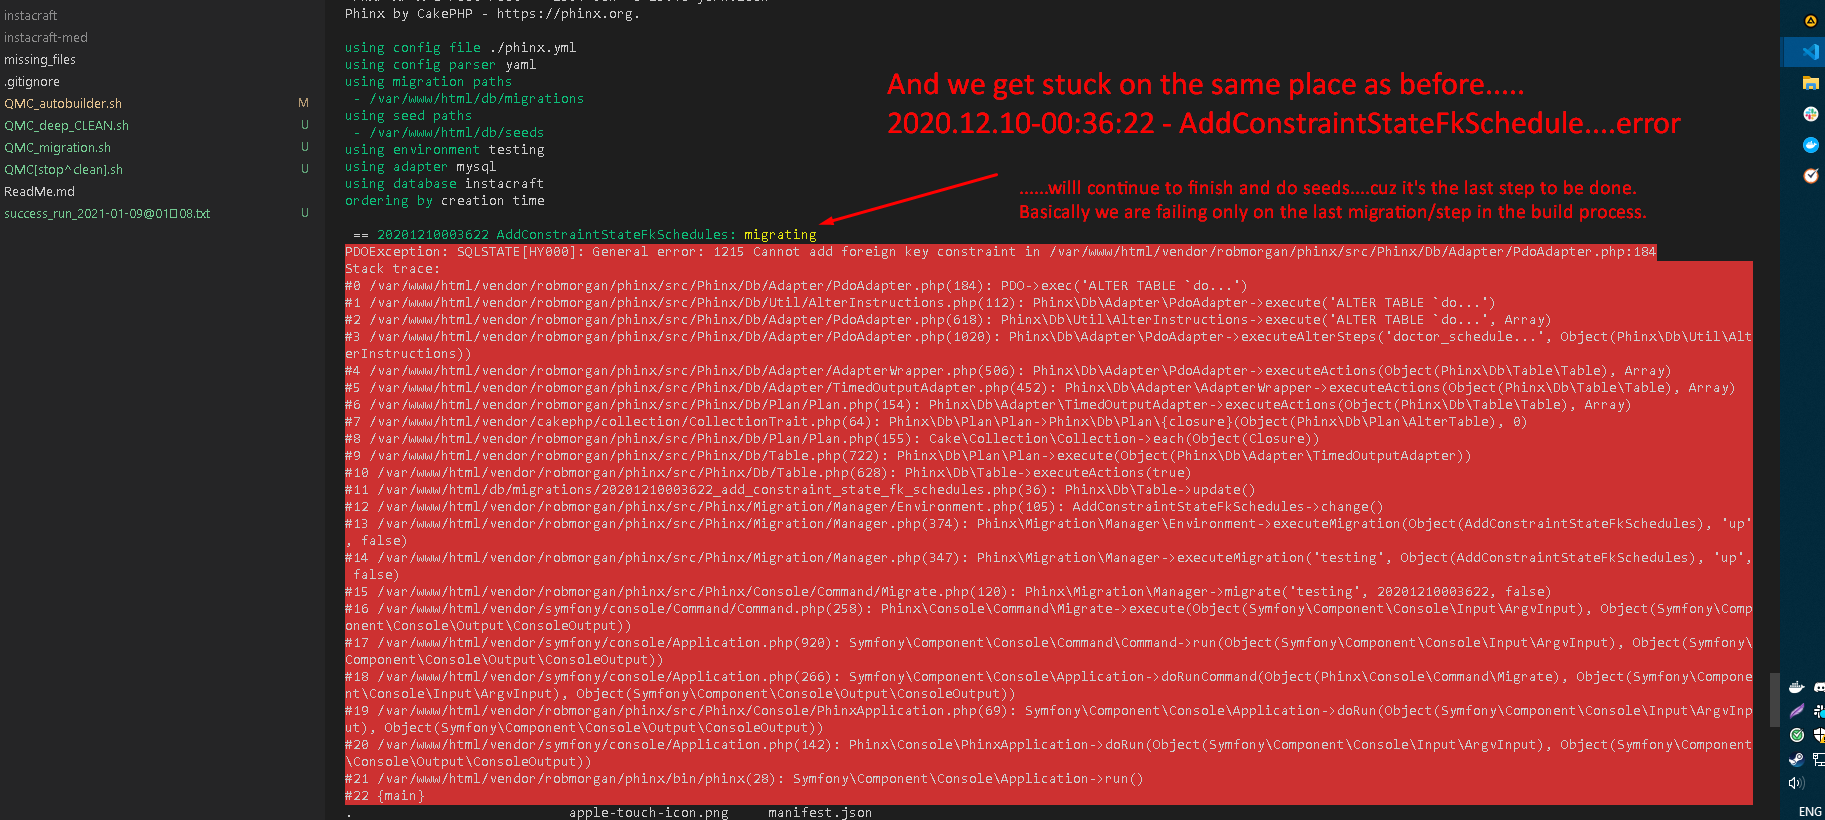 instacraft
instacraft-med
missing_files
.gitignore
QMC_autobuilder.sh M
QMC_deep_CLEAN.sh U
QMC_migration.sh U
QMC[stop^clean].sh U
ReadMe.md
success_run_2021-01-09@01□08.txt U
Phinx by CakePHP - https://phinx.org.
using config file ./phinx.yml
using config parser yaml
using migration paths
- /var/www/html/db/migrations
using seed paths
- /var/www/html/db/seeds
using environment testing
using adapter mysql
using database instacraft
ordering by creation time
And we get stuck on the same place as before.....
2020.12.10-00:36:22 - AddConstraintStateFkSchedule....error
......willl continue to finish and do seeds....cuz it's the last step to be done.
Basically we are failing only on the last migration/step in the build process.
== 20201210003622 AddConstraintStateFkSchedules: migrating
PDOException: SQLSTATE[HY000]: General error: 1215 Cannot add foreign key constraint in /var/www/html/vendor/robmorgan/phinx/src/Phinx/Db/Adapter/PdoAdapter.php:184
Stack trace:
#0 /var/www/html/vendor/robmorgan/phinx/src/Phinx/Db/Adapter/PdoAdapter.php(184): PDO->exec('ALTER TABLE `do...')
#1 /var/www/html/vendor/robmorgan/phinx/src/Phinx/Db/Util/AlterInstructions.php(112): Phinx\Db\Adapter\PdoAdapter->execute('ALTER TABLE `do...')
#2 /var/www/html/vendor/robmorgan/phinx/src/Phinx/Db/Adapter/PdoAdapter.php(618): Phinx\Db\Util\AlterInstructions->execute('ALTER TABLE `do...', Array)
#3 /var/www/html/vendor/robmorgan/phinx/src/Phinx/Db/Adapter/PdoAdapter.php(1020): Phinx\Db\Adapter\PdoAdapter->executeAlterSteps('doctor_schedule...', Object(Phinx\Db\Util\Alt
erInstructions))
#4 /var/www/html/vendor/robmorgan/phinx/src/Phinx/Db/Adapter/AdapterWrapper.php(506): Phinx\Db\Adapter\PdoAdapter->executeActions(Object(Phinx\Db\Table\Table), Array)
#5 /var/www/html/vendor/robmorgan/phinx/src/Phinx/Db/Adapter/TimedOutputAdapter.php(452): Phinx\Db\Adapter\AdapterWrapper->executeActions(Object(Phinx\Db\Table\Table), Array)
#6 /var/www/html/vendor/robmorgan/phinx/src/Phinx/Db/Plan/Plan.php(154): Phinx\Db\Adapter\TimedOutputAdapter->executeActions(Object(Phinx\Db\Table\Table), Array)
#7 /var/www/html/vendor/cakephp/collection/CollectionTrait.php(64): Phinx\Db\Plan\Plan->Phinx\Db\Plan\{closure}(Object(Phinx\Db\Plan\AlterTable), 0)
#8 /var/www/html/vendor/robmorgan/phinx/src/Phinx/Db/Plan/Plan.php(155): Cake\Collection\Collection->each(Object(Closure))
#9 /var/www/html/vendor/robmorgan/phinx/src/Phinx/Db/Table.php(722): Phinx\Db\Plan\Plan->execute(Object(Phinx\Db\Adapter\TimedOutputAdapter))
#10 /var/www/html/vendor/robmorgan/phinx/src/Phinx/Db/Table.php(628): Phinx\Db\Table->executeActions(true)
#11 /var/www/html/db/migrations/20201210003622_add_constraint_state_fk_schedules.php(36): Phinx\Db\Table->update()
#12 /var/www/html/vendor/robmorgan/phinx/src/Phinx/Migration/Manager/Environment.php(105): AddConstraintStateFkSchedules->change()
#13 /var/www/html/vendor/robmorgan/phinx/src/Phinx/Migration/Manager.php(374): Phinx\Migration\Manager\Environment->executeMigration(Object(AddConstraintStateFkSchedules), 'up'
, false)
#14 /var/www/html/vendor/robmorgan/phinx/src/Phinx/Migration/Manager.php(347): Phinx\Migration\Manager->executeMigration('testing', Object(AddConstraintStateFkSchedules), 'up',
false)
#15 /var/www/html/vendor/robmorgan/phinx/src/Phinx/Console/Command/Migrate.php(120): Phinx\Migration\Manager->migrate('testing', 20201210003622, false)
#16 /var/www/html/vendor/symfony/console/Command/Command.php(258): Phinx\Console\Command\Migrate->execute(Object(Symfony\Component\Console\Input\ArgvInput), Object(Symfony\Comp
onent\Console\Output\ConsoleOutput))
#17 /var/www/html/vendor/symfony/console/Application.php(920): Symfony\Component\Console\Command\Command->run(Object(Symfony\Component\Console\Input\ArgvInput), Object(Symfony\
Component\Console\Output\ConsoleOutput))
#18 /var/www/html/vendor/symfony/console/Application.php(266): Symfony\Component\Console\Application->doRunCommand(Object(Phinx\Console\Command\Migrate), Object(Symfony\Compone
nt\Console\Input\ArgvInput), Object(Symfony\Component\Console\Output\ConsoleOutput))
#19 /var/www/html/vendor/robmorgan/phinx/src/Phinx/Console/PhinxApplication.php(69): Symfony\Component\Console\Application->doRun(Object(Symfony\Component\Console\Input\ArgvInp
ut), Object(Symfony\Component\Console\Output\ConsoleOutput))
#20 /var/www/html/vendor/symfony/console/Application.php(142): Phinx\Console\PhinxApplication->doRun(Object(Symfony\Component\Console\Input\ArgvInput), Object(Symfony\Component
\Console\Output\ConsoleOutput))
#21 /var/www/html/vendor/robmorgan/phinx/bin/phinx(28): Symfony\Component\Console\Application->run()
#22 {main}
. apple-touch-icon.png manifest.json
ENG